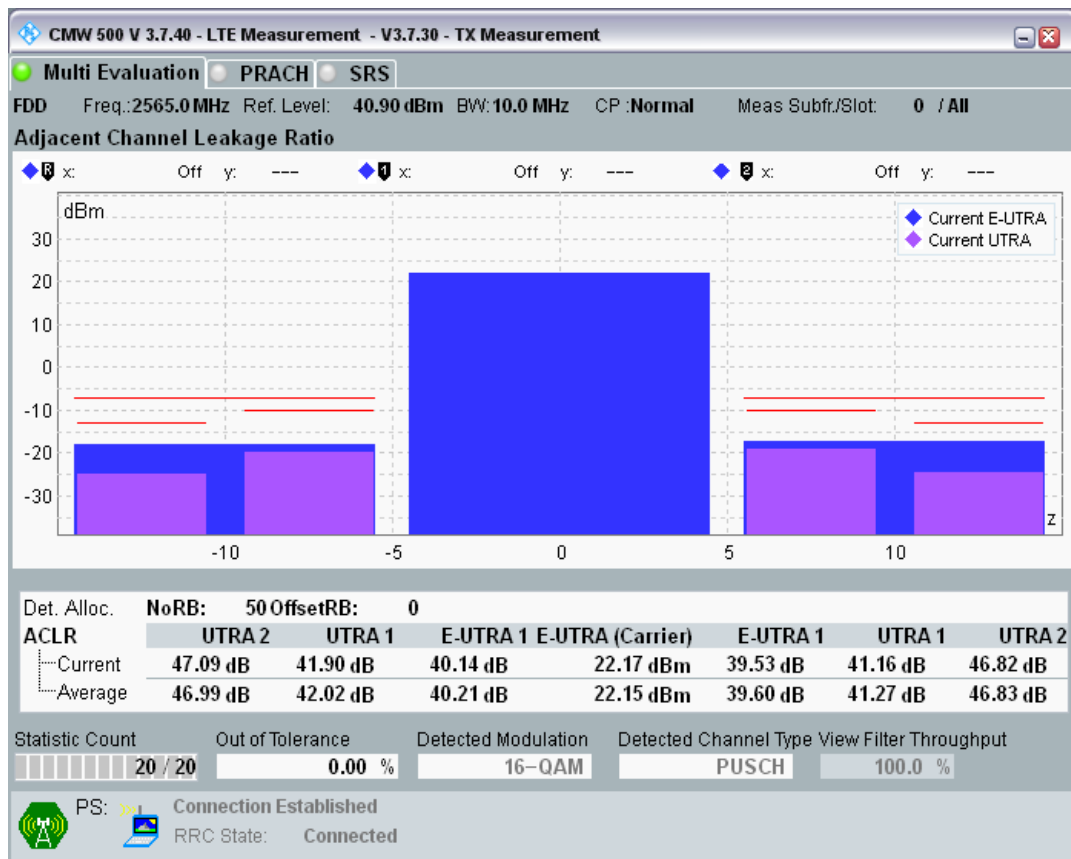 CMW 500 V 3.7.40 - LTE Measurement - V3.7.30 - TX Measurement
Multi Evaluation PRACH SRS
FDD Freq.:2565.0 MHz Ref. Level: 40.90 dBm BW:10.0 MHz CP :Normal Meas Subfr./Slot: 0 / All
Adjacent Channel Leakage Ratio
R x: Off y: --- 1 x: Off y: --- 2 x: Off y: ---
dBm
Current E-UTRA
Current UTRA
30
20
10
0
-10
-20
-30
z
-10 -5 0 5 10
Det. Alloc. NoRB: 50 OffsetRB: 0
ACLR UTRA 2 UTRA 1 E-UTRA 1 E-UTRA (Carrier) E-UTRA 1 UTRA 1 UTRA 2
Current 47.09 dB 41.90 dB 40.14 dB 22.17 dBm 39.53 dB 41.16 dB 46.82 dB
Average 46.99 dB 42.02 dB 40.21 dB 22.15 dBm 39.60 dB 41.27 dB 46.83 dB
Statistic Count Out of Tolerance Detected Modulation Detected Channel Type View Filter Throughput
20 / 20 0.00 % 16-QAM PUSCH 100.0 %
PS: Connection Established
RRC State: Connected